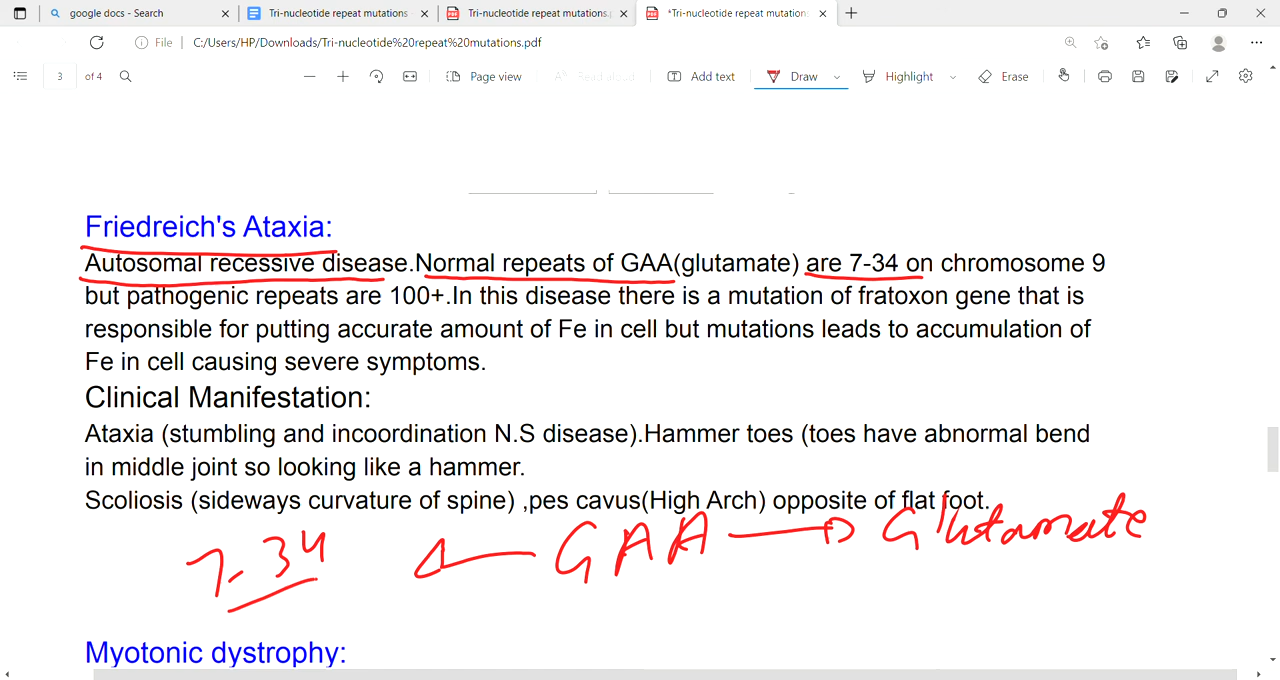 google docs - Search
Tri-nucleotide repeat mutations
Tri-nucleotide repeat mutations.
*Tri-nucleotide repeat mutations
File
C:/Users/HP/Downloads/Tri-nucleotide%20repeat%20mutations.pdf
3 of 4
Page view
Read aloud
Add text
Draw
Highlight
Erase
Friedreich's Ataxia:
Autosomal recessive disease.Normal repeats of GAA(glutamate) are 7-34 on chromosome 9
but pathogenic repeats are 100+.In this disease there is a mutation of fratoxon gene that is
responsible for putting accurate amount of Fe in cell but mutations leads to accumulation of
Fe in cell causing severe symptoms.
Clinical Manifestation:
Ataxia (stumbling and incoordination N.S disease).Hammer toes (toes have abnormal bend
in middle joint so looking like a hammer.
Scoliosis (sideways curvature of spine) ,pes cavus(High Arch) opposite of flat foot.
7-34 GAA Glutamate
Myotonic dystrophy: